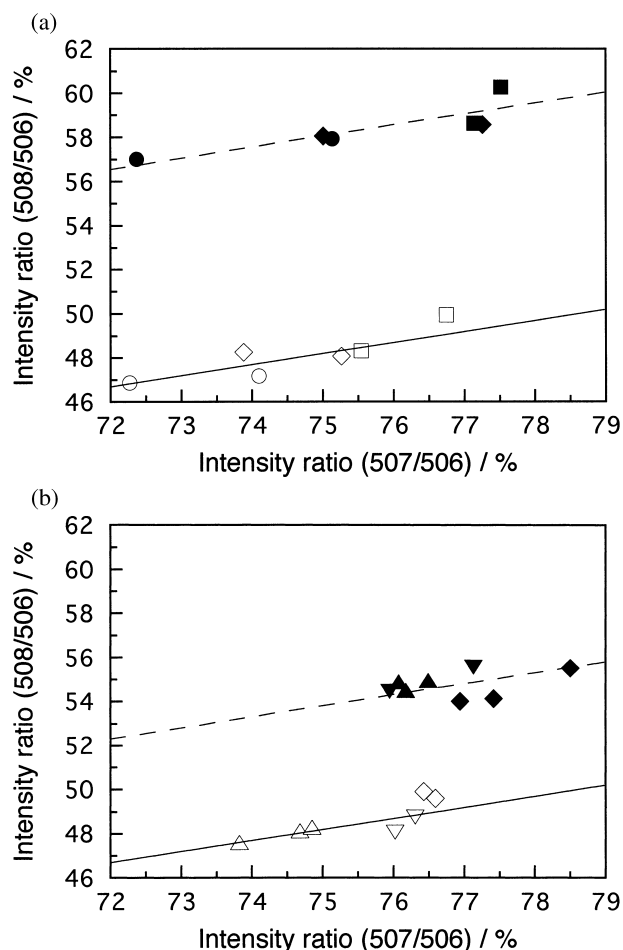 (a)
62
60
58
56
54
52
50
48
46
72 73 74 75 76 77 78 79
Intensity ratio (508/506) / %
Intensity ratio (507/506) / %
(b)
62
60
58
56
54
52
50
48
46
72 73 74 75 76 77 78 79
Intensity ratio (508/506) / %
Intensity ratio (507/506) / %